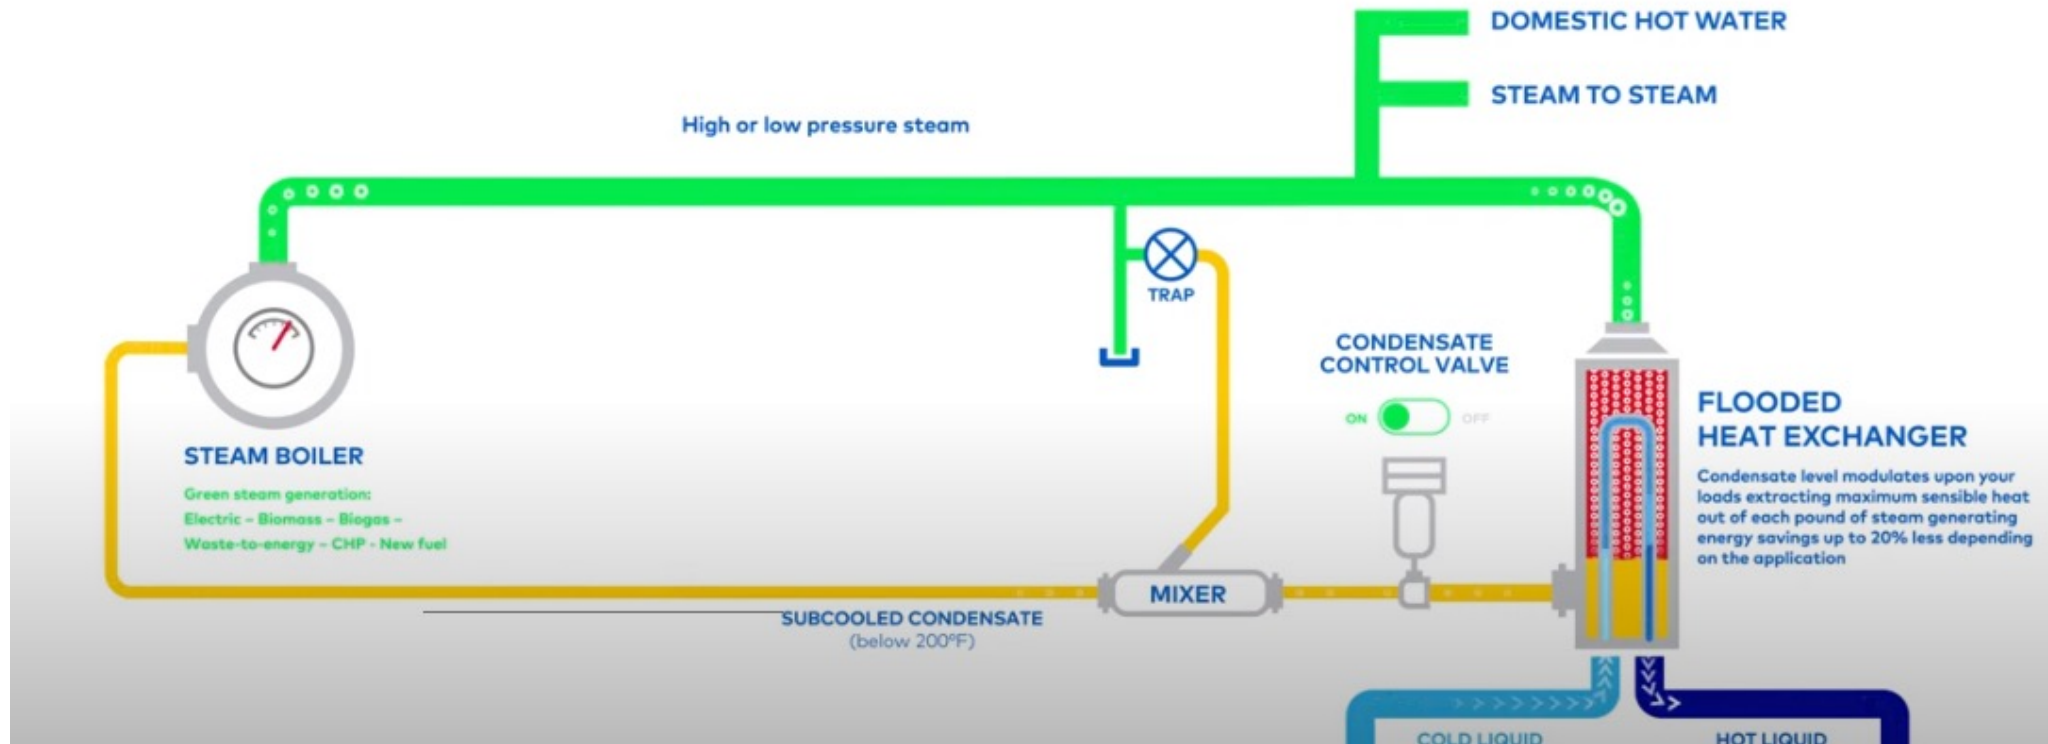 DOMESTIC HOT WATER
STEAM TO STEAM
High or low pressure steam
TRAP
CONDENSATE
CONTROL VALVE
ON OFF
FLOODED
HEAT EXCHANGER
Condensate level modulates upon your
loads extracting maximum sensible heat
out of each pound of steam generating
energy savings up to 20% less depending
on the application
STEAM BOILER
Green steam generation:
Electric – Biomass – Biogas –
Waste-to-energy – CHP - New fuel
MIXER
SUBCOOLED CONDENSATE
(below 200ºF)
COLD LIQUID
HOT LIQUID